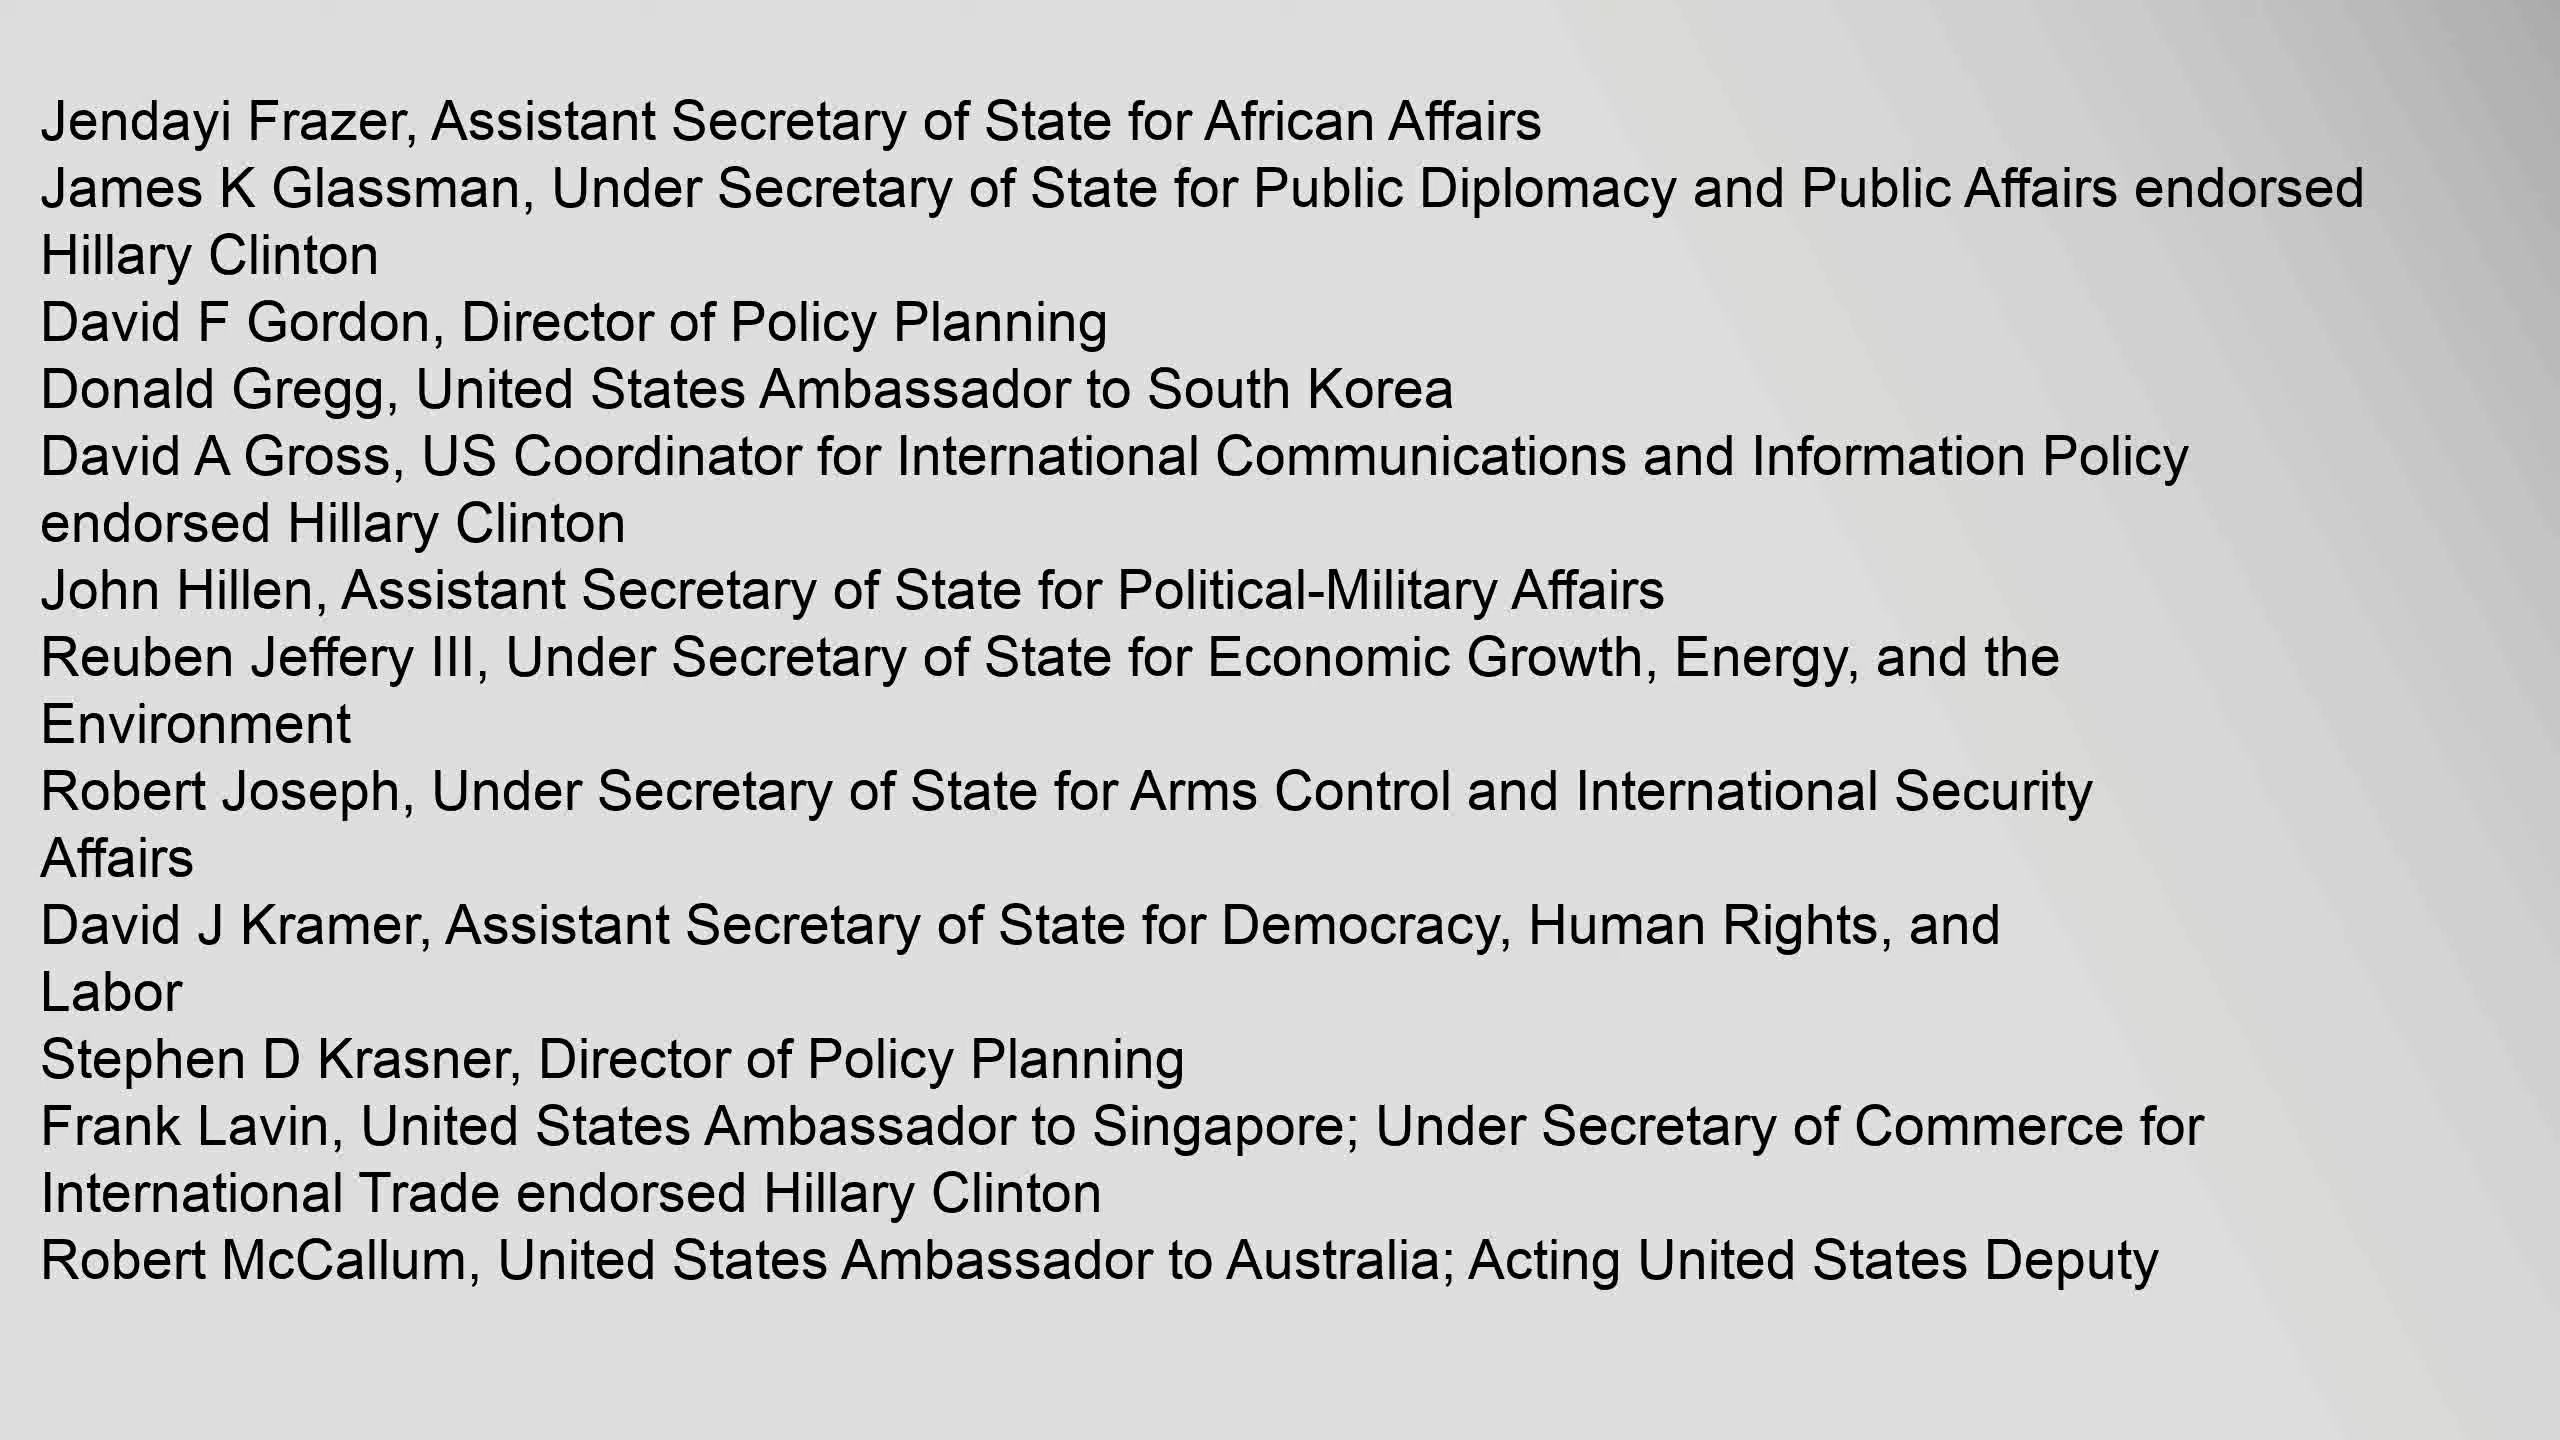 Jendayi Frazer, Assistant Secretary of State for African Affairs
James K Glassman, Under Secretary of State for Public Diplomacy and Public Affairs endorsed
Hillary Clinton
David F Gordon, Director of Policy Planning
Donald Gregg, United States Ambassador to South Korea
David A Gross, US Coordinator for International Communications and Information Policy
endorsed Hillary Clinton
John Hillen, Assistant Secretary of State for Political-Military Affairs
Reuben Jeffery III, Under Secretary of State for Economic Growth, Energy, and the
Environment
Robert Joseph, Under Secretary of State for Arms Control and International Security
Affairs
David J Kramer, Assistant Secretary of State for Democracy, Human Rights, and
Labor
Stephen D Krasner, Director of Policy Planning
Frank Lavin, United States Ambassador to Singapore; Under Secretary of Commerce for
International Trade endorsed Hillary Clinton
Robert McCallum, United States Ambassador to Australia; Acting United States Deputy